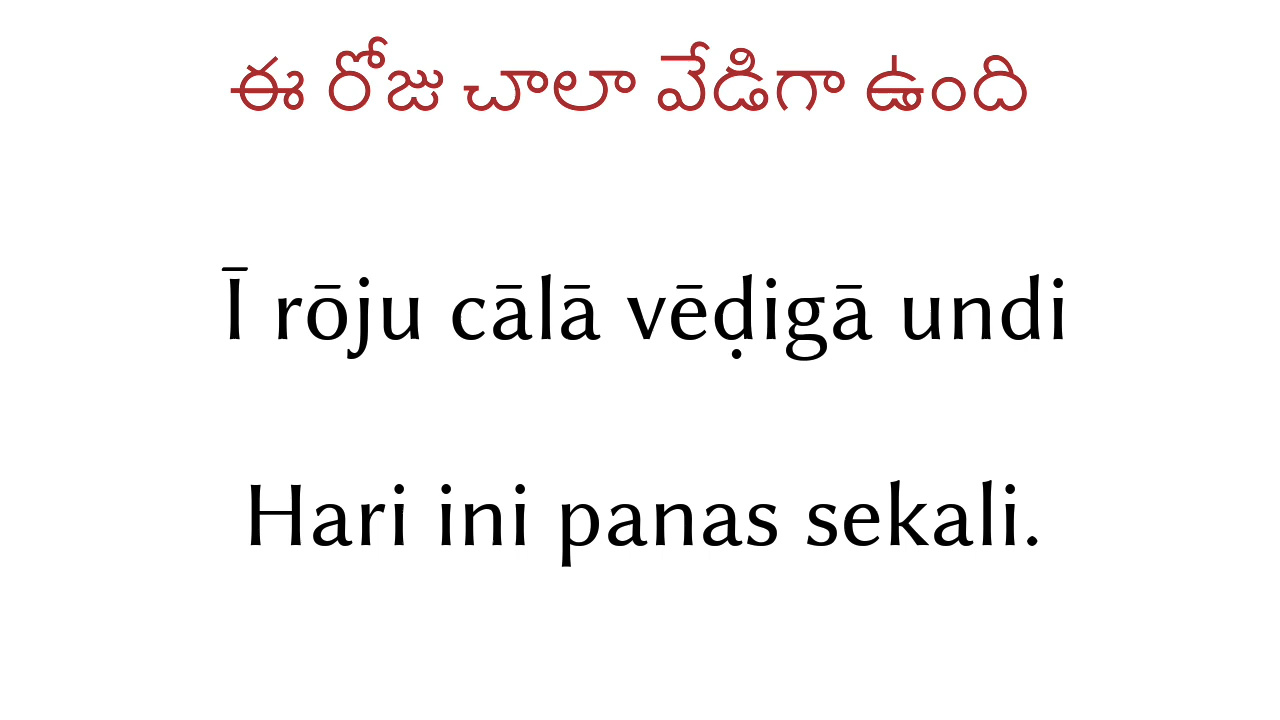 ఈ రోజు చాలా వేడిగా ఉంది
Ī rōju cālā vēḍigā undi
Hari ini panas sekali.